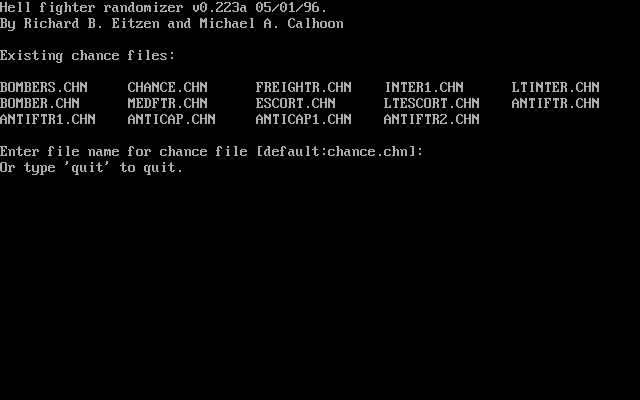 Hell fighter randomizer v0.223a 05/01/96.
By Richard B. Eitzen and Michael A. Calhoon
Existing chance files:
BOMBERS.CHN CHANCE.CHN FREIGHTR.CHN INTER1.CHN LTINTER.CHN
BOMBER.CHN MEDFTR.CHN ESCORT.CHN LTESCORT.CHN ANTIFTR.CHN
ANTIFTR1.CHN ANTICAP.CHN ANTICAP1.CHN ANTIFTR2.CHN
Enter file name for chance file [default:chance.chn]:
Or type 'quit' to quit.